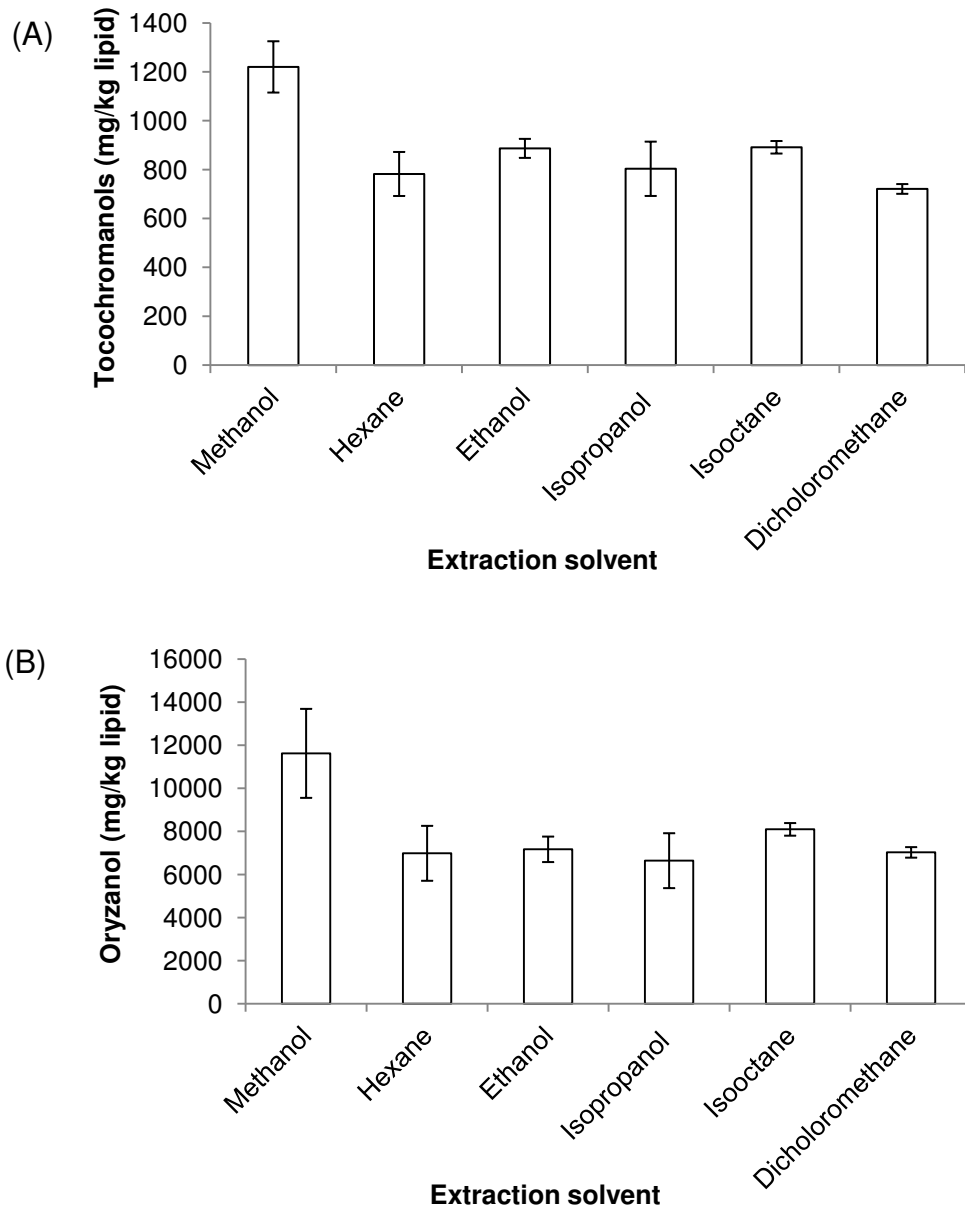 (A)
Tocochromanols (mg/kg lipid)
1400
1200
1000
800
600
400
200
0
Methanol
Hexane
Ethanol
Isopropanol
Isooctane
Dicholoromethane
Extraction solvent
(B)
Oryzanol (mg/kg lipid)
16000
14000
12000
10000
8000
6000
4000
2000
0
Methanol
Hexane
Ethanol
Isopropanol
Isooctane
Dicholoromethane
Extraction solvent